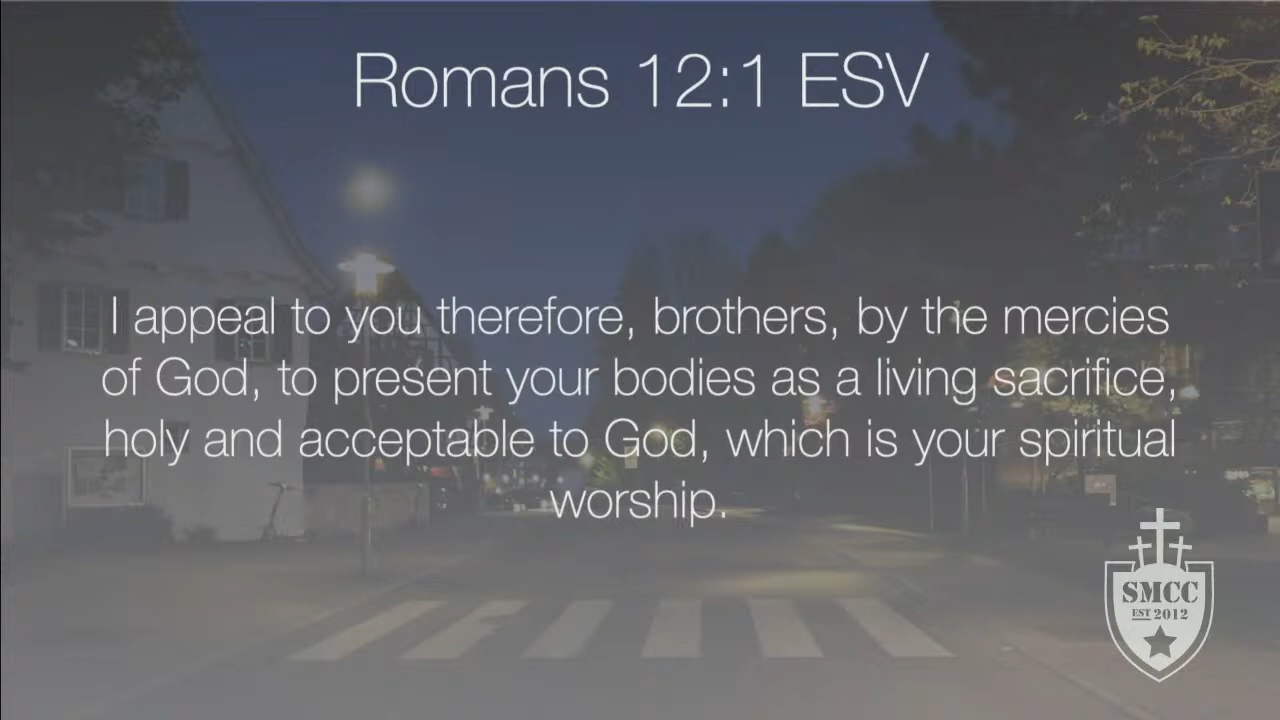 Romans 12:1 ESV
I appeal to you therefore, brothers, by the mercies
of God, to present your bodies as a living sacrifice,
holy and acceptable to God, which is your spiritual
worship.
SMCC
EST 2012